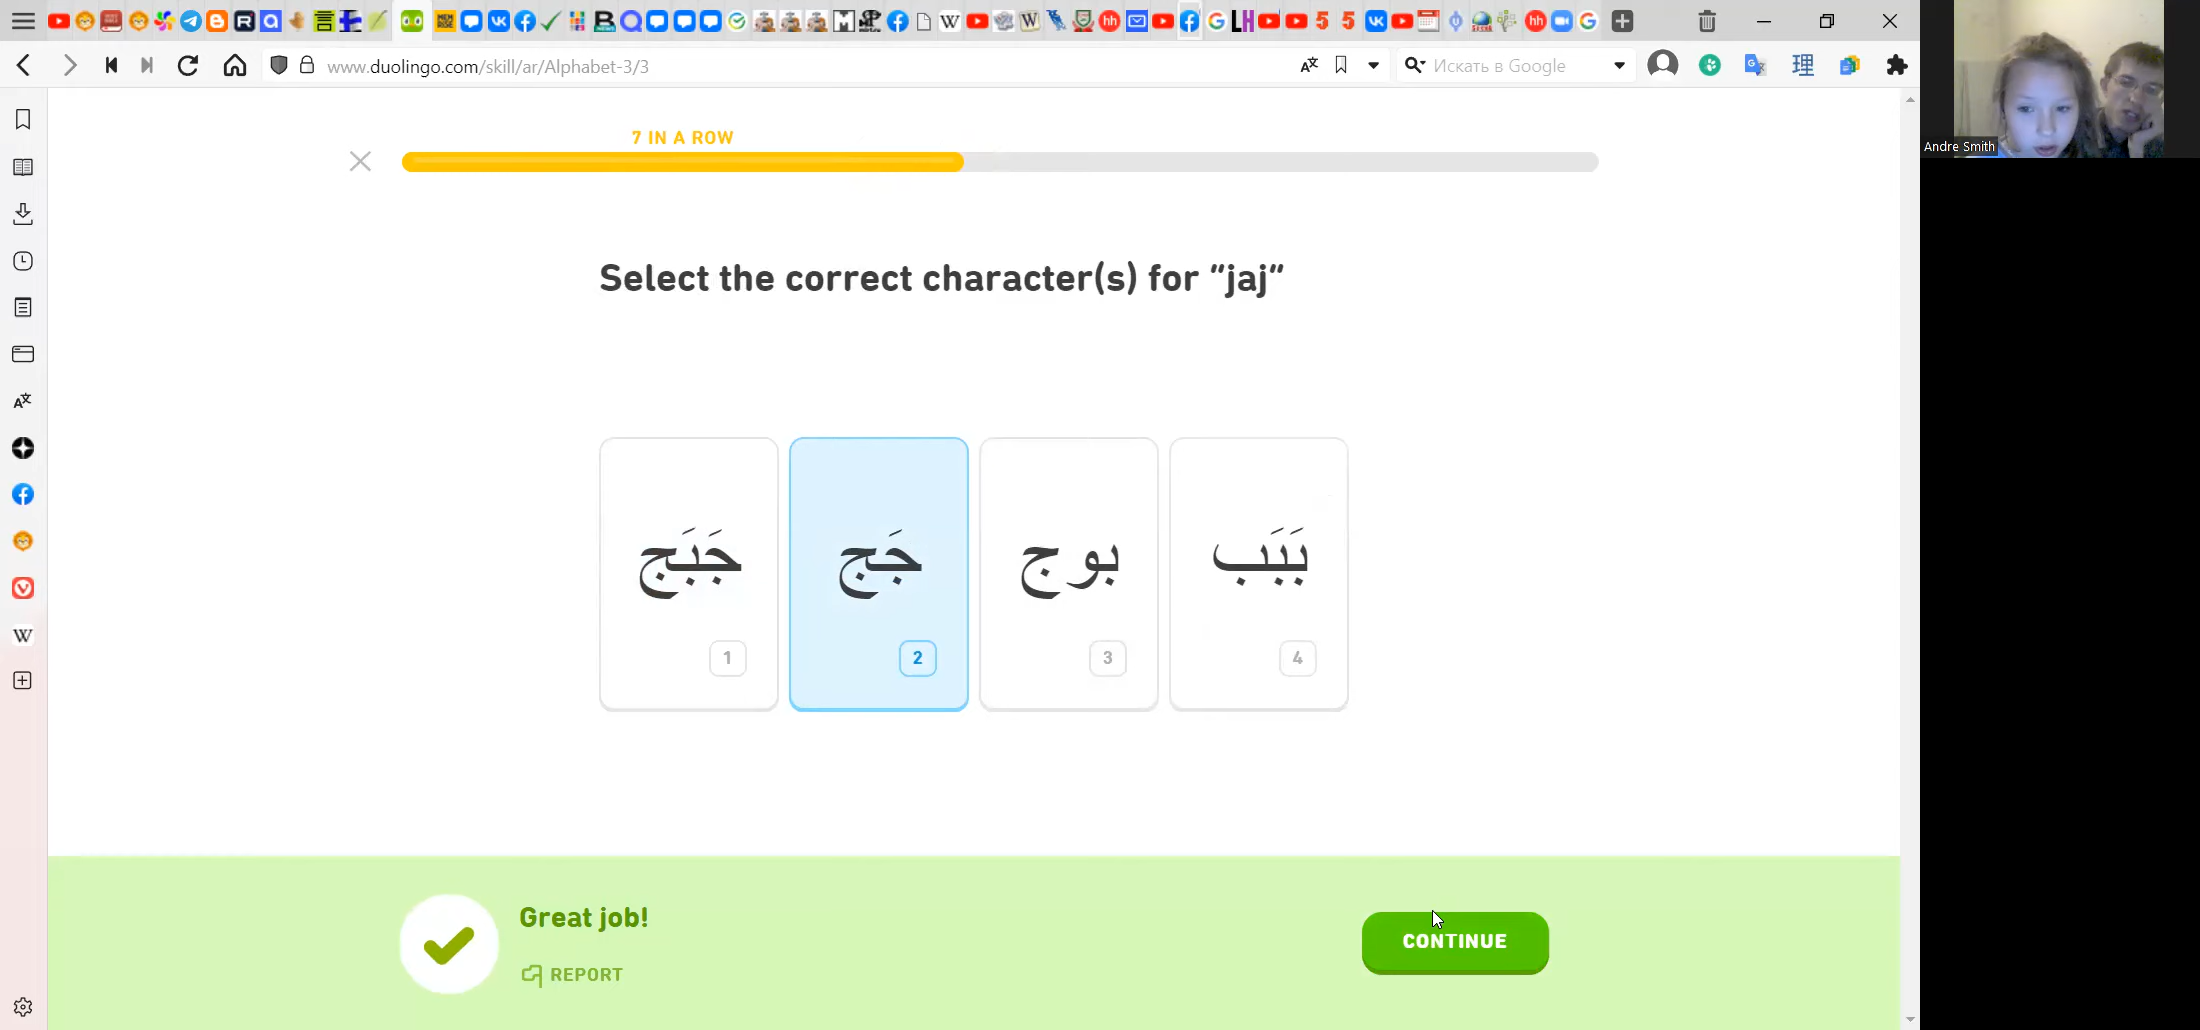 www.duolingo.com/skill/ar/Alphabet-3/3
Искать в Google
Andre Smith
7 IN A ROW
Select the correct character(s) for "jaj"
جَبَج
1
جَج
2
بوج
3
بَبَب
4
Great job!
REPORT
CONTINUE